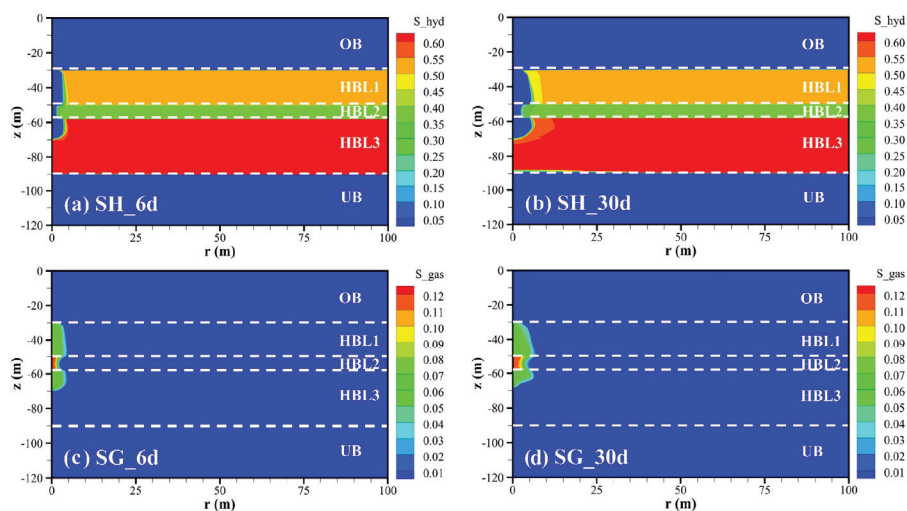 S_hyd
0
-20
-40
-60
-80
-100
-120
z (m)
OB
HBL1
HBL2
HBL3
UB
(a) SH_6d
0
25
50
75
100
r (m)
0.60
0.55
0.50
0.45
0.40
0.35
0.30
0.25
0.20
0.15
0.10
0.05
S_hyd
0
-20
-40
-60
-80
-100
-120
z (m)
OB
HBL1
HBL2
HBL3
UB
(b) SH_30d
0
25
50
75
100
r (m)
0.60
0.55
0.50
0.45
0.40
0.35
0.30
0.25
0.20
0.15
0.10
0.05
S_gas
0
-20
-40
-60
-80
-100
-120
z (m)
OB
HBL1
HBL2
HBL3
UB
(c) SG_6d
0
25
50
75
100
r (m)
0.12
0.11
0.10
0.09
0.08
0.07
0.06
0.05
0.04
0.03
0.02
0.01
S_gas
0
-20
-40
-60
-80
-100
-120
z (m)
OB
HBL1
HBL2
HBL3
UB
(d) SG_30d
0
25
50
75
100
r (m)
0.12
0.11
0.10
0.09
0.08
0.07
0.06
0.05
0.04
0.03
0.02
0.01